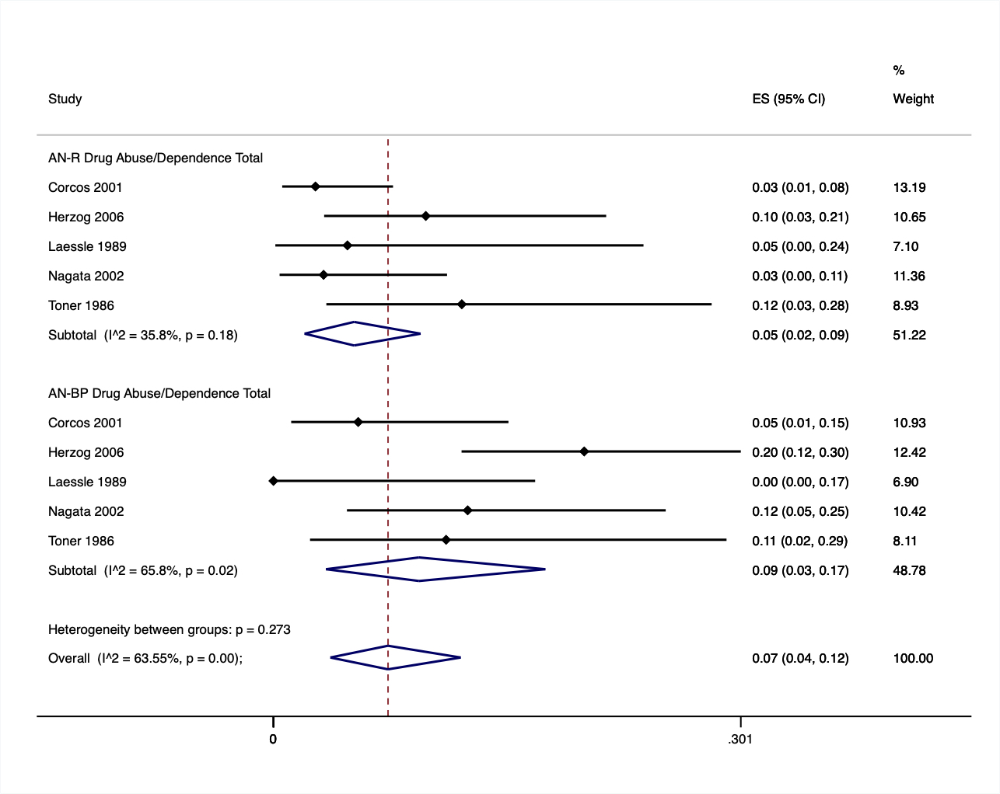 %
Study ES (95% CI) Weight
AN-R Drug Abuse/Dependence Total
Corcos 2001 0.03 (0.01, 0.08) 13.19
Herzog 2006 0.10 (0.03, 0.21) 10.65
Laessle 1989 0.05 (0.00, 0.24) 7.10
Nagata 2002 0.03 (0.00, 0.11) 11.36
Toner 1986 0.12 (0.03, 0.28) 8.93
Subtotal (I^2 = 35.8%, p = 0.18) 0.05 (0.02, 0.09) 51.22
AN-BP Drug Abuse/Dependence Total
Corcos 2001 0.05 (0.01, 0.15) 10.93
Herzog 2006 0.20 (0.12, 0.30) 12.42
Laessle 1989 0.00 (0.00, 0.17) 6.90
Nagata 2002 0.12 (0.05, 0.25) 10.42
Toner 1986 0.11 (0.02, 0.29) 8.11
Subtotal (I^2 = 65.8%, p = 0.02) 0.09 (0.03, 0.17) 48.78
Heterogeneity between groups: p = 0.273
Overall (I^2 = 63.55%, p = 0.00); 0.07 (0.04, 0.12) 100.00
0 .301